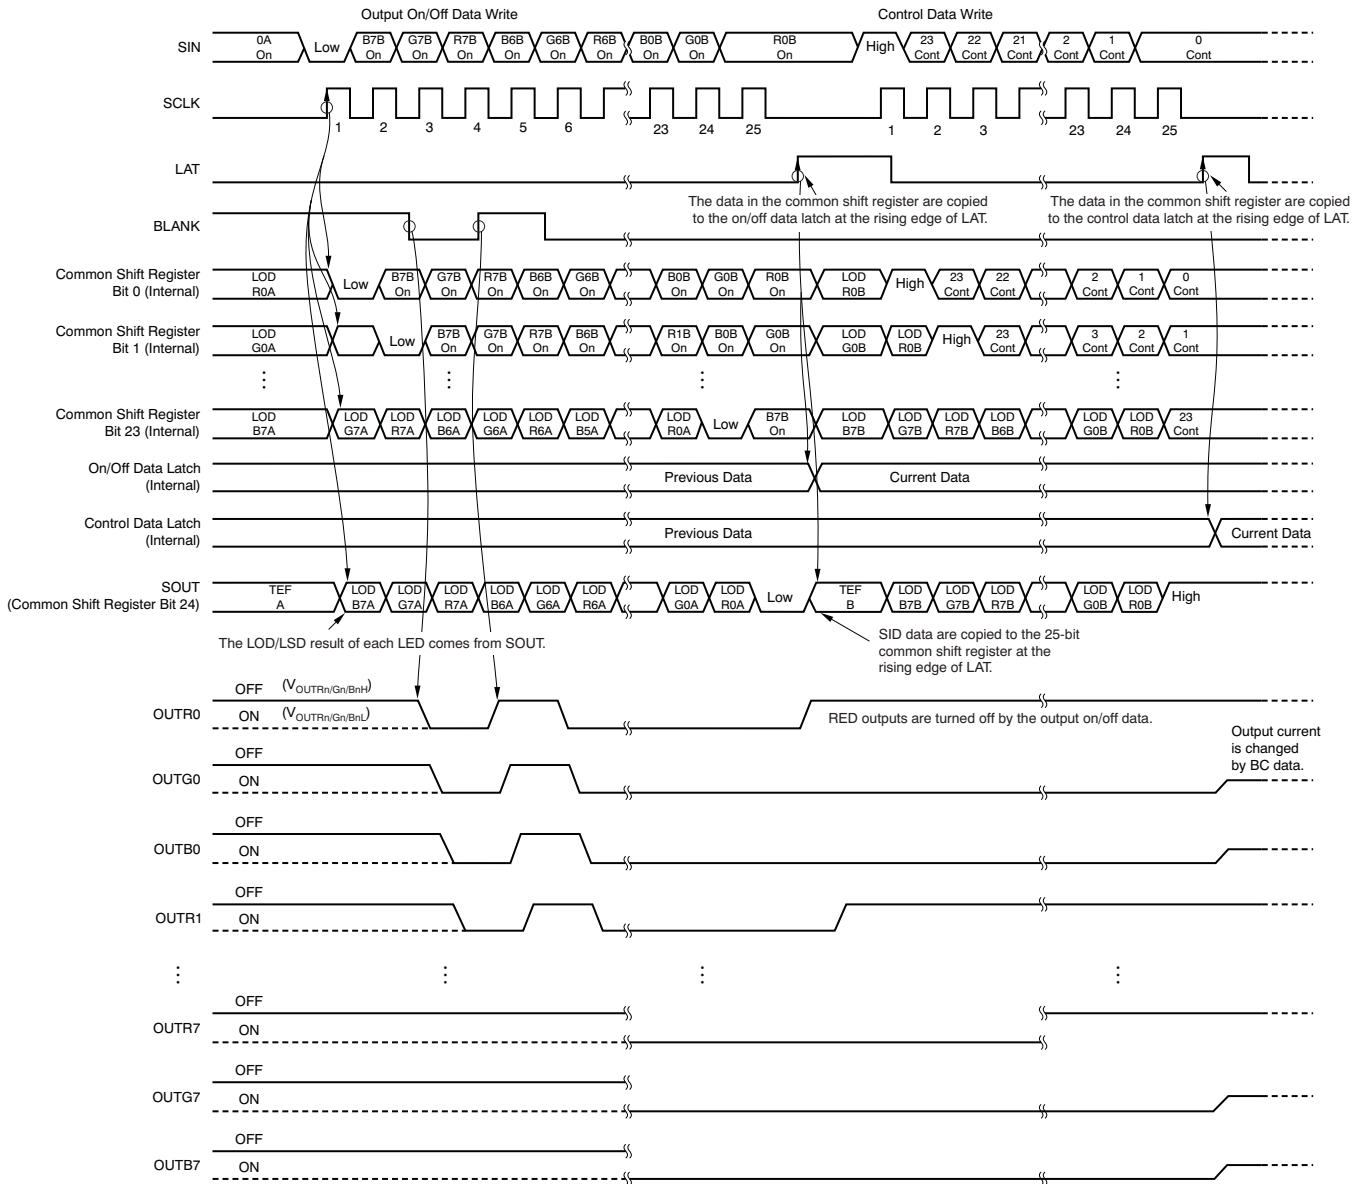 Output On/Off Data Write Control Data Write
SIN 0A On Low B7B On G7B On R7B On B6B On G6B On R6B On B0B On G0B On R0B On High 23 Cont 22 Cont 21 Cont 2 Cont 1 Cont 0 Cont
SCLK
1 2 3 4 5 6 23 24 25 1 2 3 23 24 25
LAT
The data in the common shift register are copied
to the on/off data latch at the rising edge of LAT.
The data in the common shift register are copied
to the control data latch at the rising edge of LAT.
BLANK
Common Shift Register
Bit 0 (Internal)
LOD R0A Low B7B On G7B On R7B On B6B On G6B On B0B On G0B On R0B On LOD R0B High 23 Cont 22 Cont 2 Cont 1 Cont 0 Cont
Common Shift Register
Bit 1 (Internal)
LOD G0A Low B7B On G7B On R7B On B6B On R1B On B0B On G0B On LOD G0B LOD R0B High 23 Cont 3 Cont 2 Cont 1 Cont
Common Shift Register
Bit 23 (Internal)
LOD B7A LOD G7A LOD R7A LOD B6A LOD G6A LOD R6A LOD B5A LOD R0A Low B7B On LOD B7B LOD G7B LOD R7B LOD B6B LOD G0B LOD R0B 23 Cont
On/Off Data Latch
(Internal)
Previous Data Current Data
Control Data Latch
(Internal)
Previous Data Current Data
SOUT
(Common Shift Register Bit 24)
TEF A LOD B7A LOD G7A LOD R7A LOD B6A LOD G6A LOD R6A LOD G0A LOD R0A Low TEF B LOD B7B LOD G7B LOD R7B LOD G0B LOD R0B High
The LOD/LSD result of each LED comes from SOUT.
SID data are copied to the 25-bit
common shift register at the
rising edge of LAT.
OFF (VOUTRn/Gn/BnH)
OUTR0
ON (VOUTRn/Gn/BnL)
RED outputs are turned off by the output on/off data.
Output current
is changed
by BC data.
OFF
OUTG0
ON
OFF
OUTB0
ON
OFF
OUTR1
ON
OFF
OUTR7
ON
OFF
OUTG7
ON
OFF
OUTB7
ON